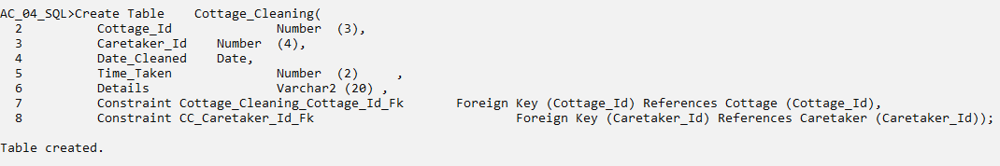 AC_04_SQL>Create Table    Cottage_Cleaning(
  2          Cottage_Id              Number  (3),
  3          Caretaker_Id    Number  (4),
  4          Date_Cleaned    Date,
  5          Time_Taken              Number  (2)     ,
  6          Details                 Varchar2 (20) ,
  7          Constraint Cottage_Cleaning_Cottage_Id_Fk       Foreign Key (Cottage_Id) References Cottage (Cottage_Id),
  8          Constraint CC_Caretaker_Id_Fk                           Foreign Key (Caretaker_Id) References Caretaker (Caretaker_Id));
Table created.